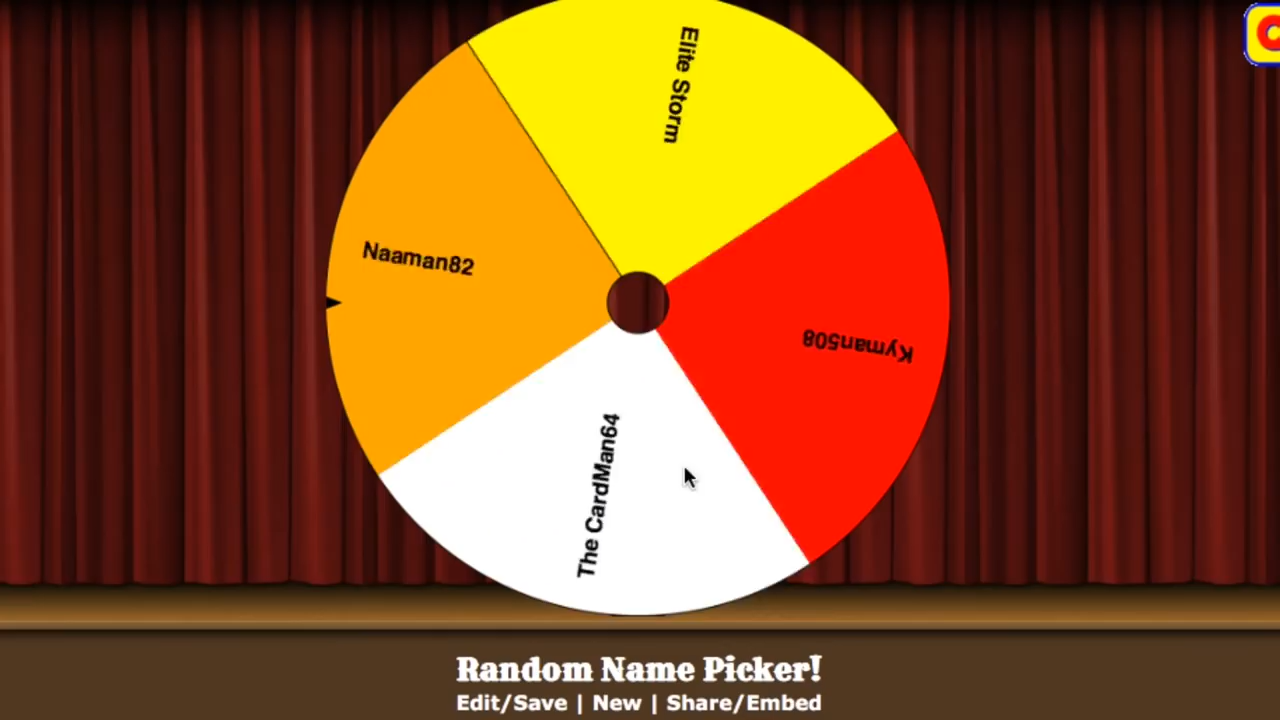 Elite Storm
Naaman82
Kyman508
The CardMan64
Random Name Picker!
Edit/Save | New | Share/Embed